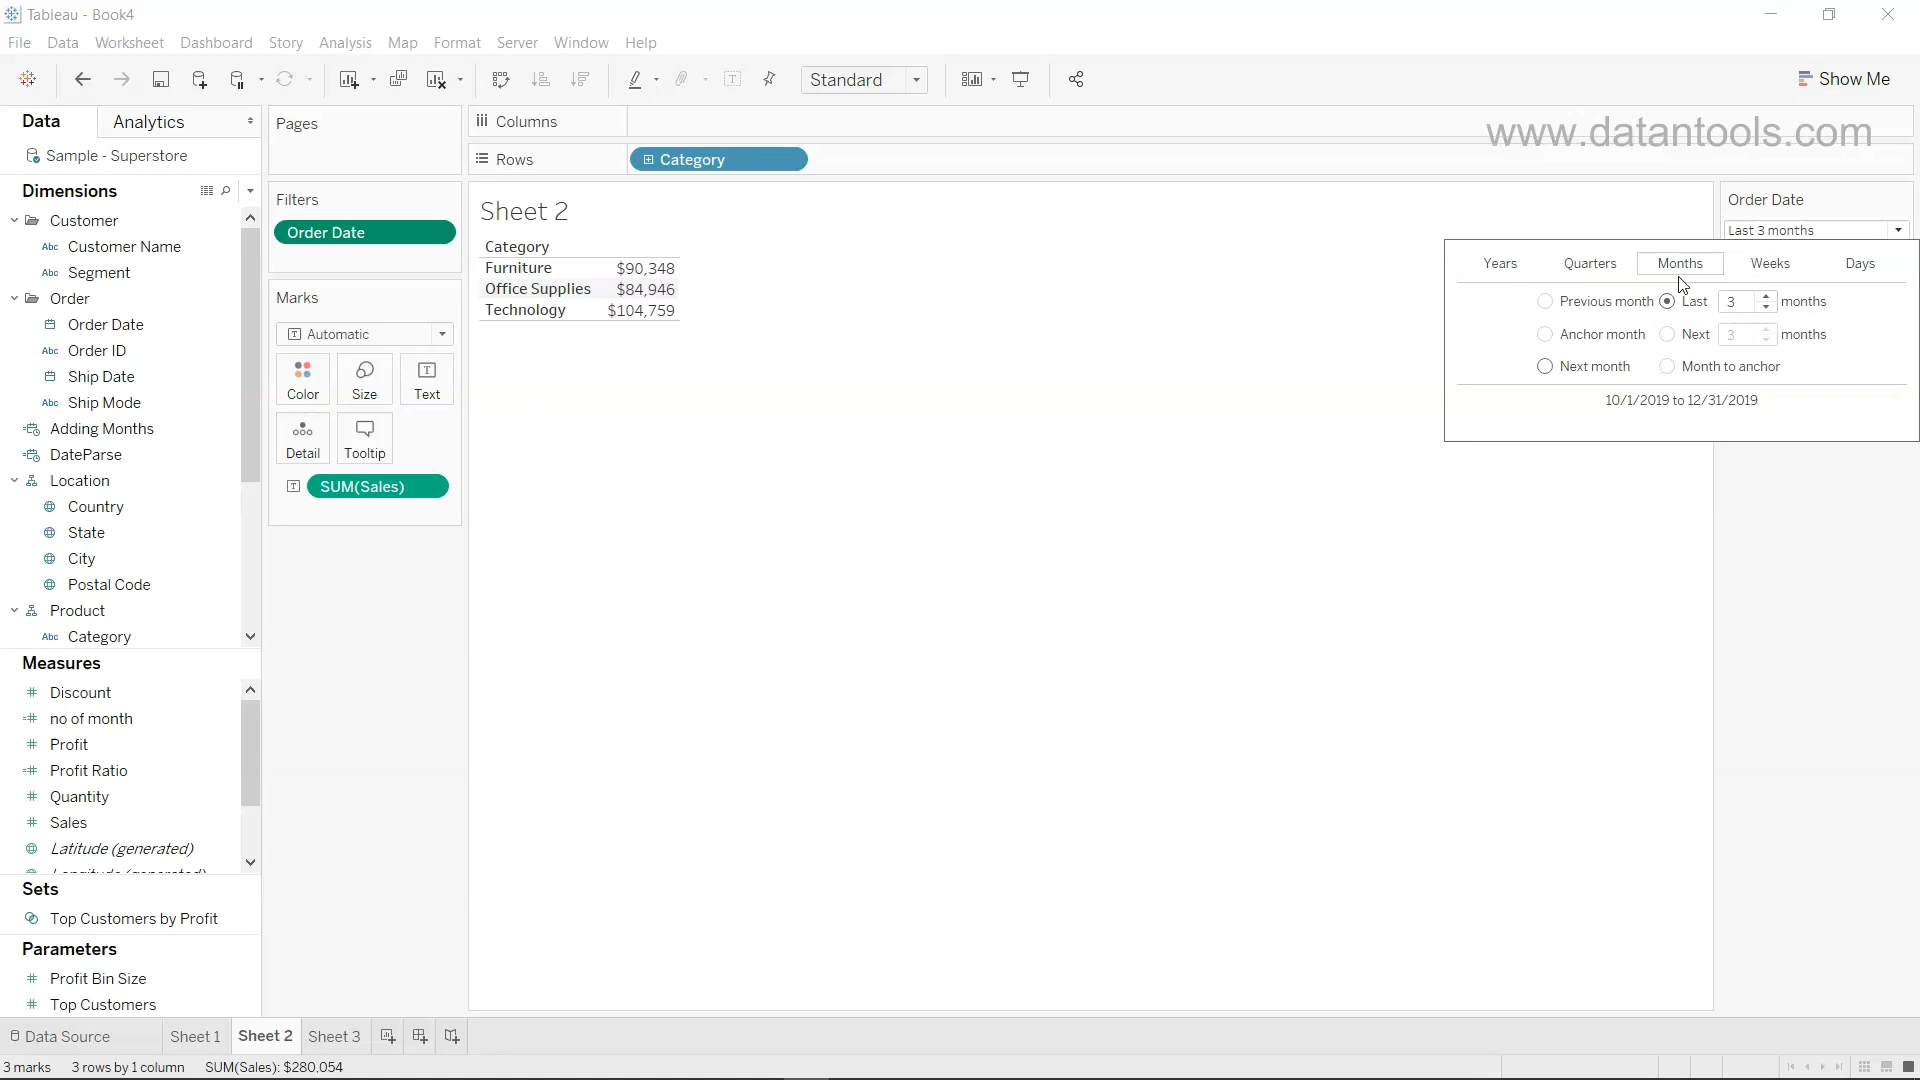 Tableau - Book4
File Data Worksheet Dashboard Story Analysis Map Format Server Window Help
Standard
Show Me
Data Analytics
Sample - Superstore
Dimensions
Customer
Abc Customer Name
Abc Segment
Order
Order Date
Abc Order ID
Ship Date
Abc Ship Mode
Adding Months
DateParse
Location
Country
State
City
Postal Code
Product
Abc Category
Measures
Discount
no of month
Profit
Profit Ratio
Quantity
Sales
Latitude (generated)
Longitude (generated)
Sets
Top Customers by Profit
Parameters
Profit Bin Size
Top Customers
Pages
Filters
Order Date
Marks
Automatic
Color Size Text
Detail Tooltip
SUM(Sales)
Columns
Rows Category
www.datantools.com
Sheet 2
Category
Furniture $90,348
Office Supplies $84,946
Technology $104,759
Order Date
Last 3 months
Years Quarters Months Weeks Days
Previous month Last 3 months
Anchor month Next 3 months
Next month Month to anchor
10/1/2019 to 12/31/2019
Data Source Sheet 1 Sheet 2 Sheet 3
3 marks 3 rows by 1 column SUM(Sales): $280,054